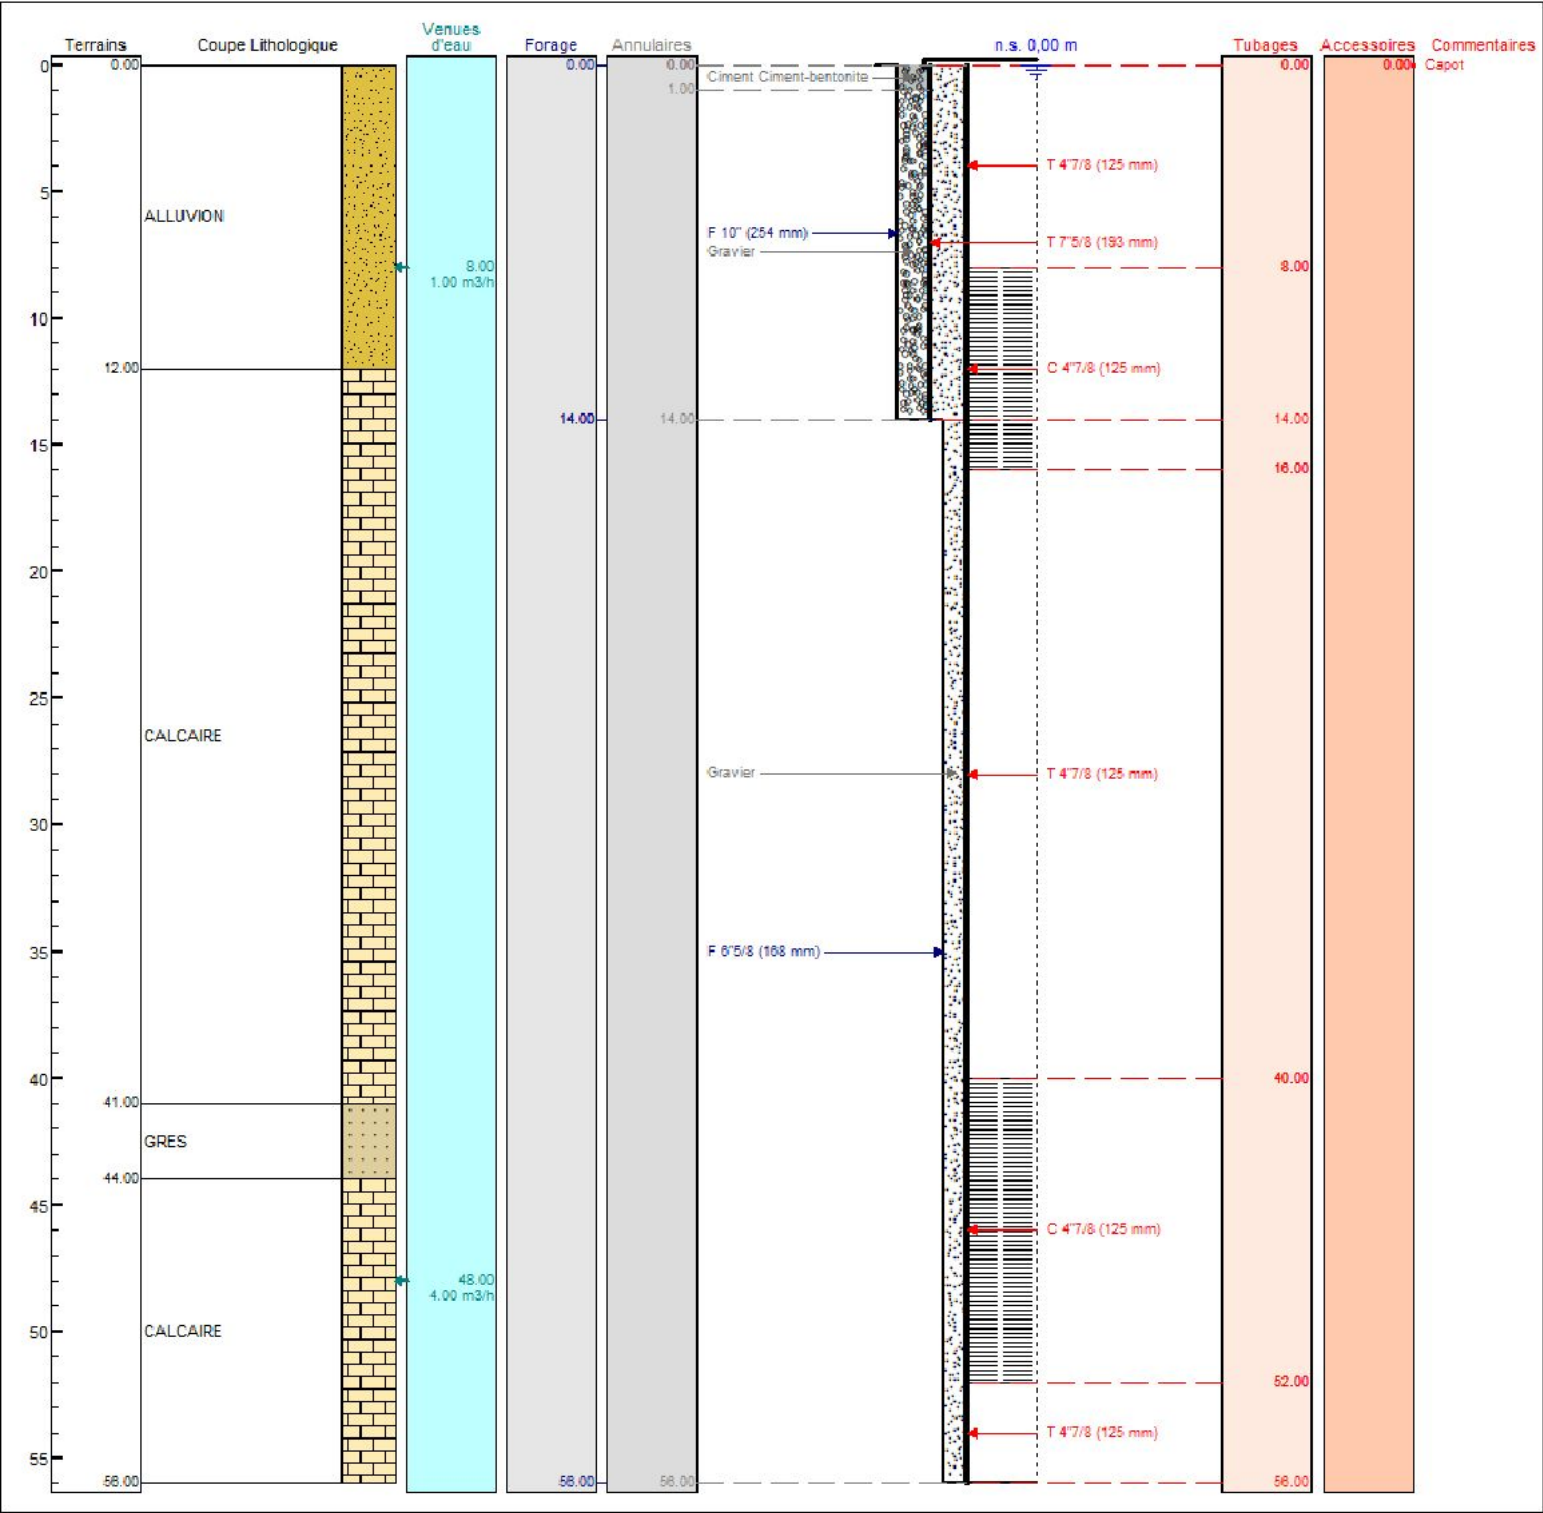 Terrains
Coupe Lithologique
Venues
d'eau
Forage
Annulaires
n.s. 0,00 m
Tubages
Accessoires
Commentaires
0
0.00
0.00
0.00
0.00
0.00
Capot
Ciment Ciment-bentonite
1.00
T 4"7/8 (125 mm)
5
ALLUVION
F 10" (254 mm)
T 7"5/8 (193 mm)
Gravier
8.00
1.00 m3/h
8.00
10
12.00
C 4"7/8 (125 mm)
14.00
14.00
14.00
15
16.00
20
25
CALCAIRE
Gravier
T 4"7/8 (125 mm)
30
35
F 6"5/8 (168 mm)
40
40.00
41.00
GRES
44.00
45
C 4"7/8 (125 mm)
48.00
4.00 m3/h
50
CALCAIRE
52.00
T 4"7/8 (125 mm)
55
56.00
56.00
56.00
56.00